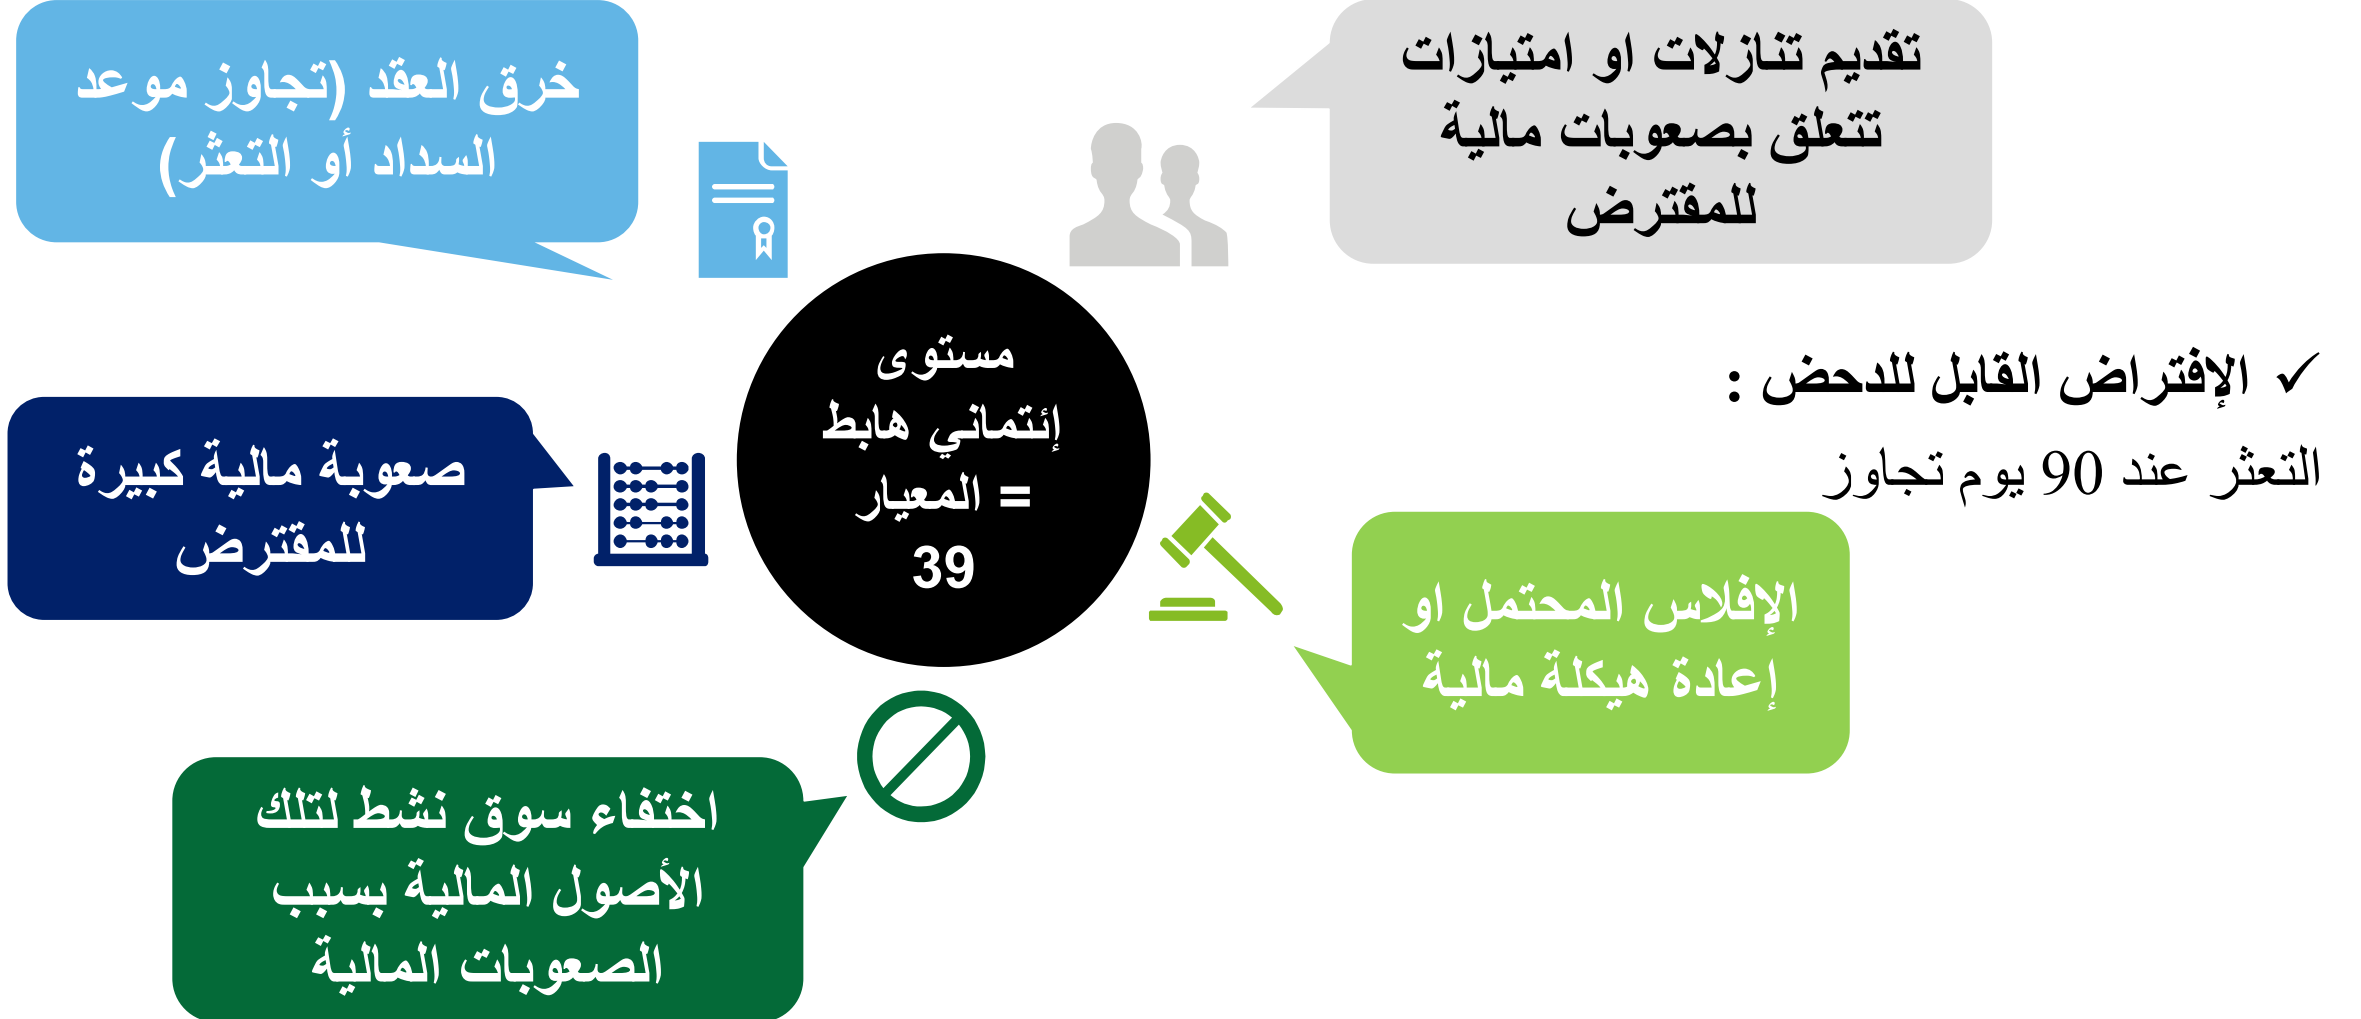 تقديم تنازلات او امتيازات
تتعلق بصعوبات مالية
للمقترض
خرق العقد (تجاوز موعد
السداد أو التعثر)
مستوى
إئتماني هابط
= المعيار
39
✓ الإفتراض القابل للدحض :
التعثر عند 90 يوم تجاوز
صعوبة مالية كبيرة
للمقترض
الإفلاس المحتمل او
إعادة هيكلة مالية
اختفاء سوق نشط لتلك
الأصول المالية بسبب
الصعوبات المالية